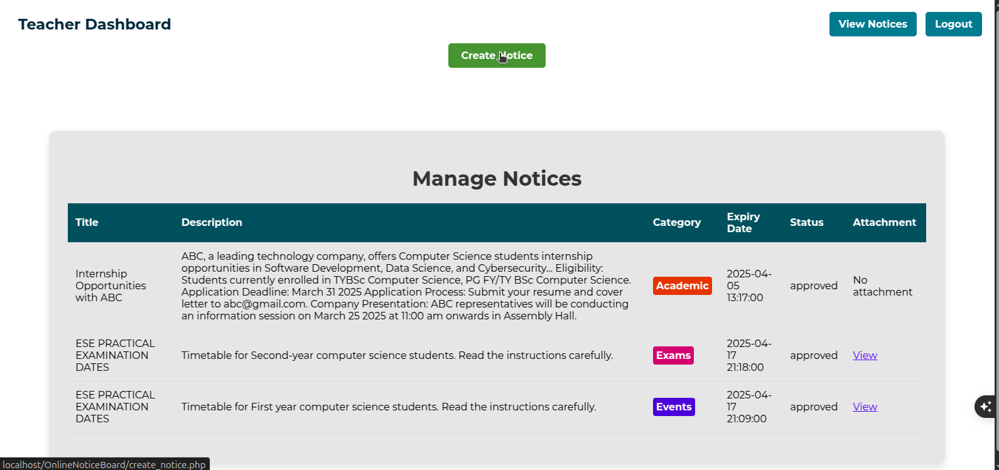 Teacher Dashboard
View Notices
Logout
Create Notice
Manage Notices
Title
Description
Category
Expiry
Date
Status
Attachment
Internship
Opportunities
with ABC
ABC, a leading technology company, offers Computer Science students internship
opportunities in Software Development, Data Science, and Cybersecurity... Eligibility:
Students currently enrolled in TYBSc Computer Science, PG FY/TY BSc Computer Science.
Application Deadline: March 31 2025 Application Process: Submit your resume and cover
letter to abc@gmail.com. Company Presentation: ABC representatives will be conducting
an information session on March 25 2025 at 11:00 am onwards in Assembly Hall.
Academic
2025-04-
05
13:17:00
approved
No
attachment
ESE PRACTICAL
EXAMINATION
DATES
Timetable for Second-year computer science students. Read the instructions carefully.
Exams
2025-04-
17
21:18:00
approved
View
ESE PRACTICAL
EXAMINATION
DATES
Timetable for First year computer science students. Read the instructions carefully.
Events
2025-04-
17
21:09:00
approved
View
localhost/OnlineNoticeBoard/create_notice.php